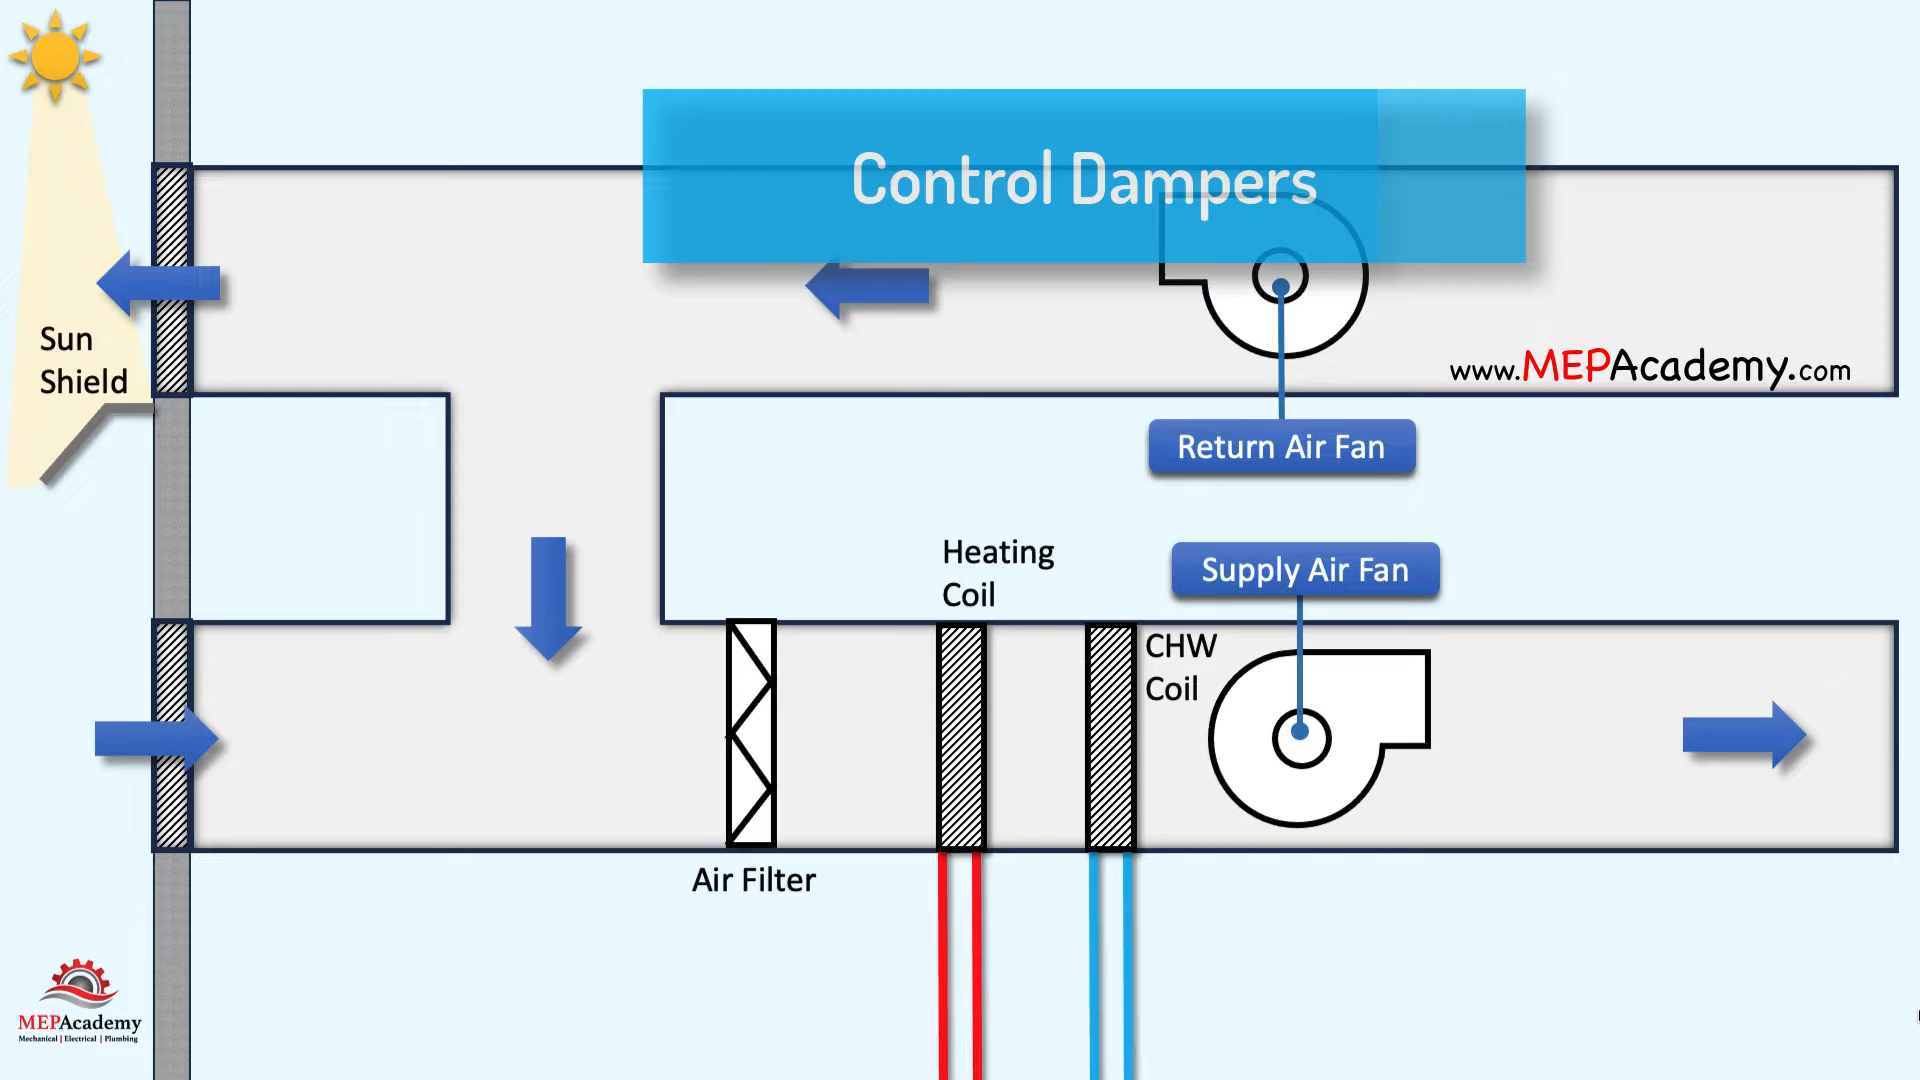 Control Dampers
Sun
Shield
www.MEPAcademy.com
Return Air Fan
Heating
Coil
Supply Air Fan
CHW
Coil
Air Filter
MEPAcademy
Mechanical | Electrical | Plumbing